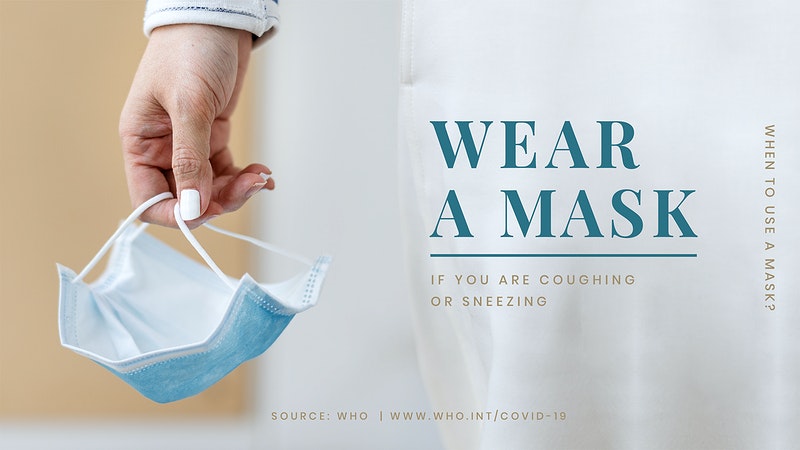 WEAR
A MASK
IF YOU ARE COUGHING
OR SNEEZING
WHEN TO USE A MASK?
SOURCE: WHO | WWW.WHO.INT/COVID-19